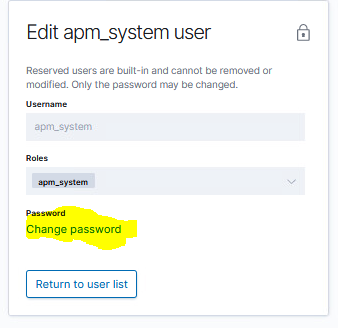 Edit apm_system user
Reserved users are built-in and cannot be removed or
modified. Only the password may be changed.
Username
apm_system
Roles
apm_system
Password
Change password
Return to user list